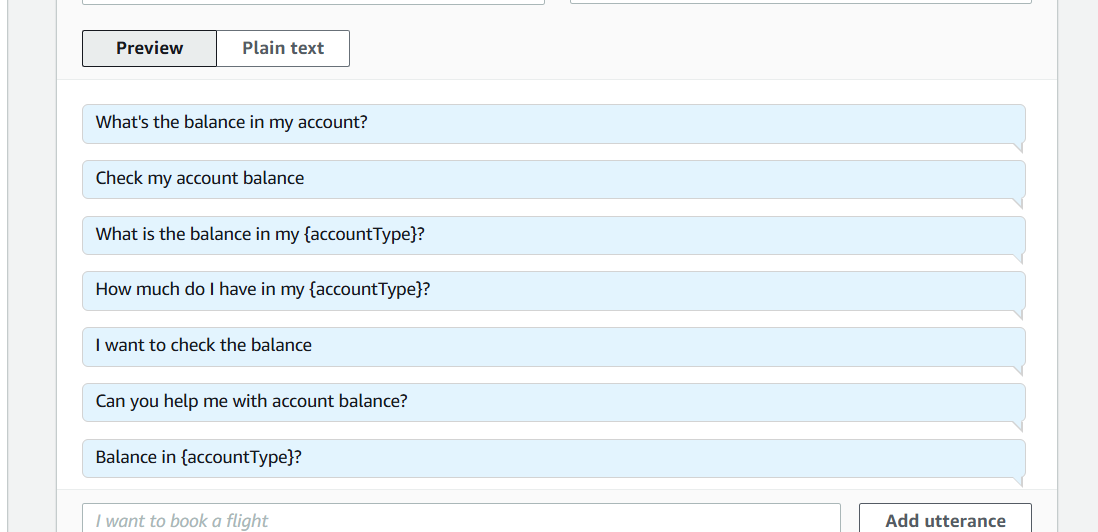 Preview Plain text
What's the balance in my account?
Check my account balance
What is the balance in my {accountType}?
How much do I have in my {accountType}?
I want to check the balance
Can you help me with account balance?
Balance in {accountType}?
I want to book a flight Add utterance